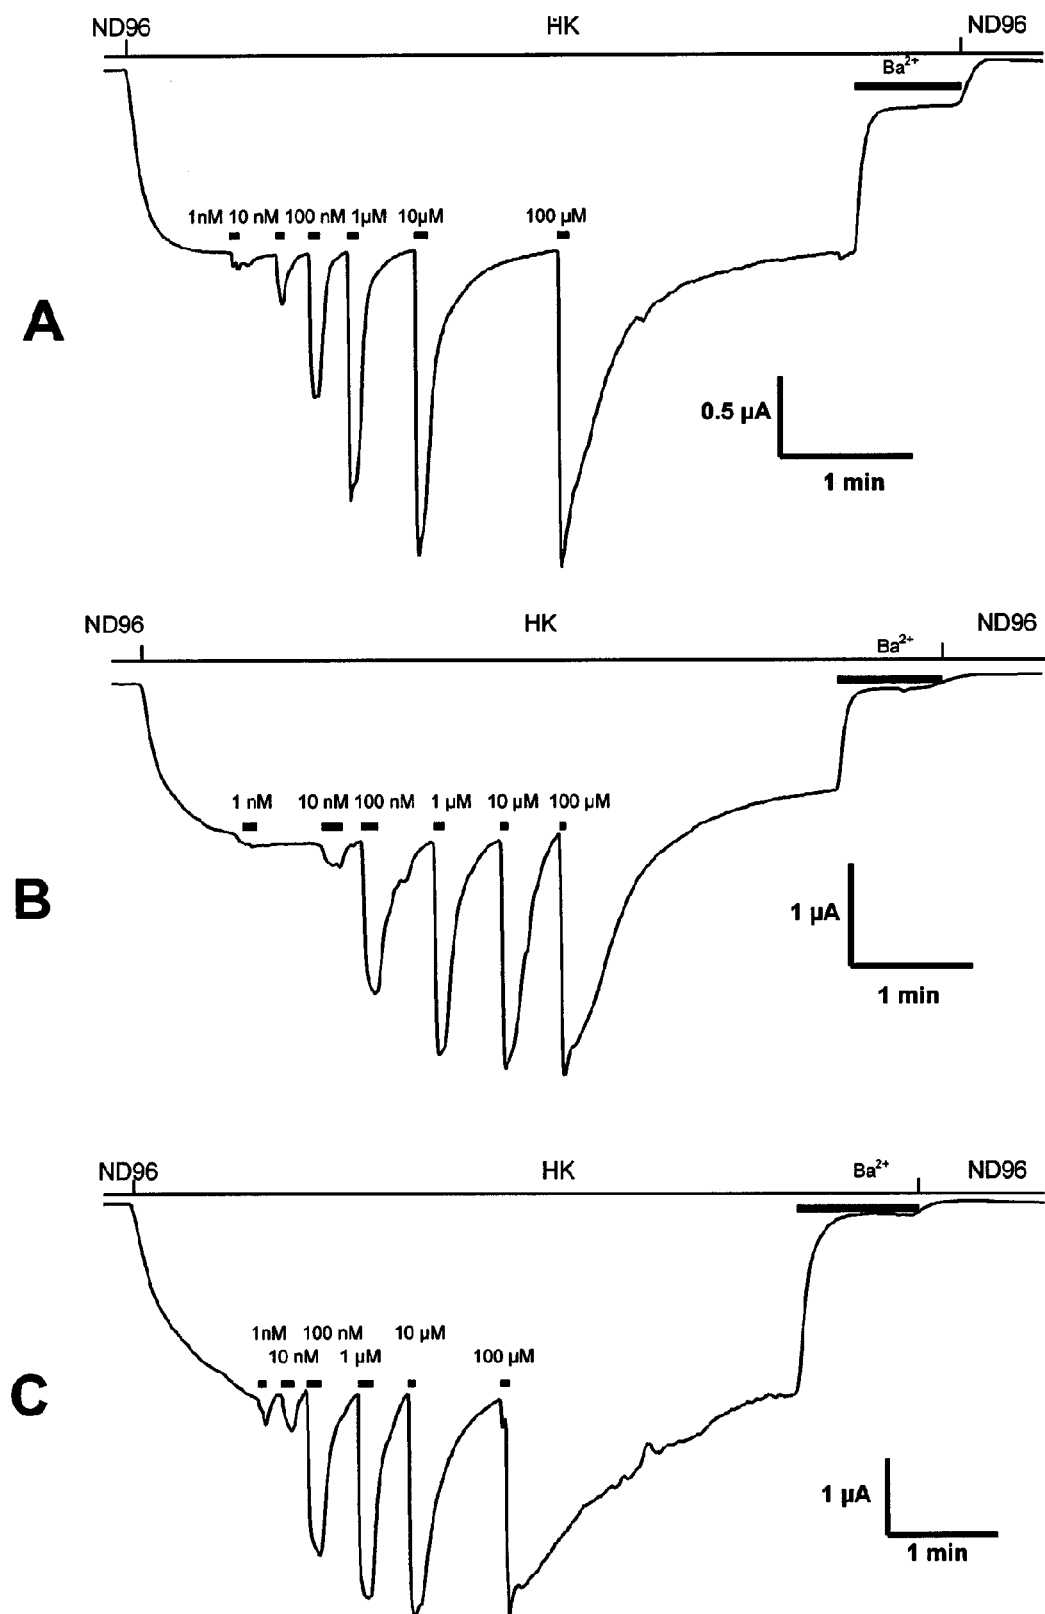 ND96 HK ND96
Ba2+
1nM 10 nM 100 nM 1µM 10µM 100 µM
A
0.5 µA
1 min
ND96 HK ND96
Ba2+
1 nM 10 nM 100 nM 1 µM 10 µM 100 µM
B
1 µA
1 min
ND96 HK Ba2+ ND96
1nM 100 nM 10 µM
10 nM 1 µM 100 µM
C
1 µA
1 min